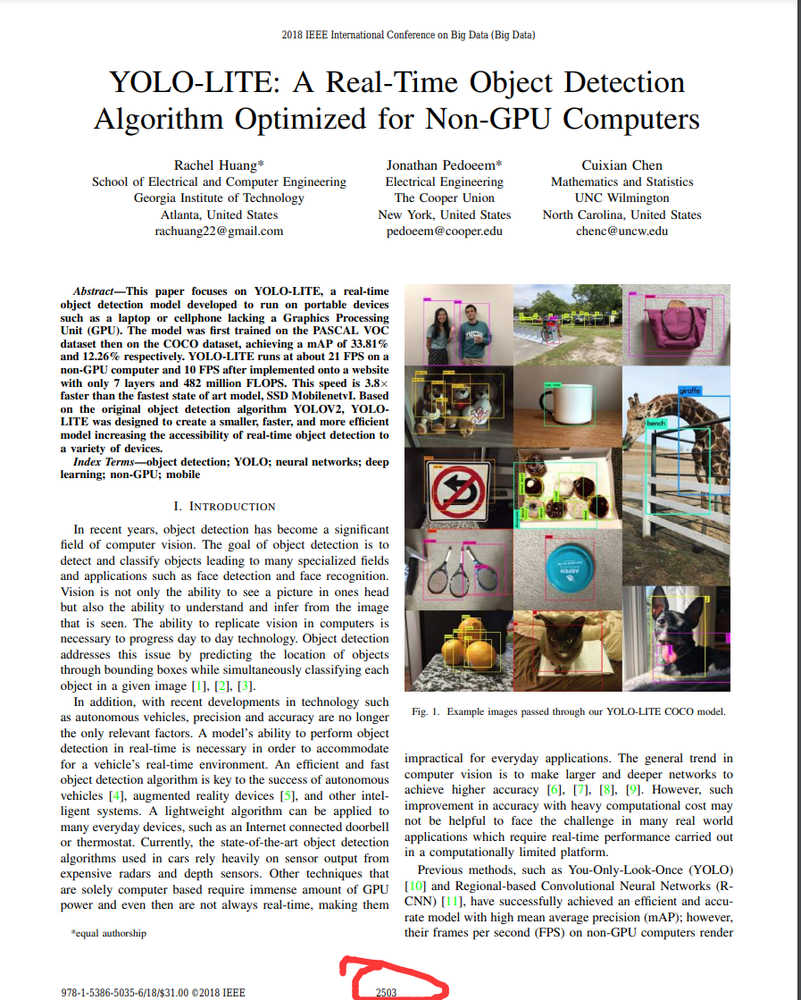 2018 IEEE International Conference on Big Data (Big Data)
YOLO-LITE: A Real-Time Object Detection
Algorithm Optimized for Non-GPU Computers
Rachel Huang*
School of Electrical and Computer Engineering
Georgia Institute of Technology
Atlanta, United States
rachuang22@gmail.com
Jonathan Pedoeem*
Electrical Engineering
The Cooper Union
New York, United States
pedoeem@cooper.edu
Cuixian Chen
Mathematics and Statistics
UNC Wilmington
North Carolina, United States
chenc@uncw.edu
Abstract—This paper focuses on YOLO-LITE, a real-time
object detection model developed to run on portable devices
such as a laptop or cellphone lacking a Graphics Processing
Unit (GPU). The model was first trained on the PASCAL VOC
dataset then on the COCO dataset, achieving a mAP of 33.81%
and 12.26% respectively. YOLO-LITE runs at about 21 FPS on a
non-GPU computer and 10 FPS after implemented onto a website
with only 7 layers and 482 million FLOPS. This speed is 3.8×
faster than the fastest state of art model, SSD MobilenetvI. Based
on the original object detection algorithm YOLOV2, YOLO-
LITE was designed to create a smaller, faster, and more efficient
model increasing the accessibility of real-time object detection to
a variety of devices.
Index Terms—object detection; YOLO; neural networks; deep
learning; non-GPU; mobile
I. INTRODUCTION
In recent years, object detection has become a significant
field of computer vision. The goal of object detection is to
detect and classify objects leading to many specialized fields
and applications such as face detection and face recognition.
Vision is not only the ability to see a picture in ones head
but also the ability to understand and infer from the image
that is seen. The ability to replicate vision in computers is
necessary to progress day to day technology. Object detection
addresses this issue by predicting the location of objects
through bounding boxes while simultaneously classifying each
object in a given image [1], [2], [3].
In addition, with recent developments in technology such
as autonomous vehicles, precision and accuracy are no longer
the only relevant factors. A model's ability to perform object
detection in real-time is necessary in order to accommodate
for a vehicle's real-time environment. An efficient and fast
object detection algorithm is key to the success of autonomous
vehicles [4], augmented reality devices [5], and other intel-
ligent systems. A lightweight algorithm can be applied to
many everyday devices, such as an Internet connected doorbell
or thermostat. Currently, the state-of-the-art object detection
algorithms used in cars rely heavily on sensor output from
expensive radars and depth sensors. Other techniques that
are solely computer based require immense amount of GPU
power and even then are not always real-time, making them
*equal authorship
giraffe
bench
Fig. 1. Example images passed through our YOLO-LITE COCO model.
impractical for everyday applications. The general trend in
computer vision is to make larger and deeper networks to
achieve higher accuracy [6], [7], [8], [9]. However, such
improvement in accuracy with heavy computational cost may
not be helpful to face the challenge in many real world
applications which require real-time performance carried out
in a computationally limited platform.
Previous methods, such as You-Only-Look-Once (YOLO)
[10] and Regional-based Convolutional Neural Networks (R-
CNN) [11], have successfully achieved an efficient and accu-
rate model with high mean average precision (mAP); however,
their frames per second (FPS) on non-GPU computers render
978-1-5386-5035-6/18/$31.00 ©2018 IEEE
2503